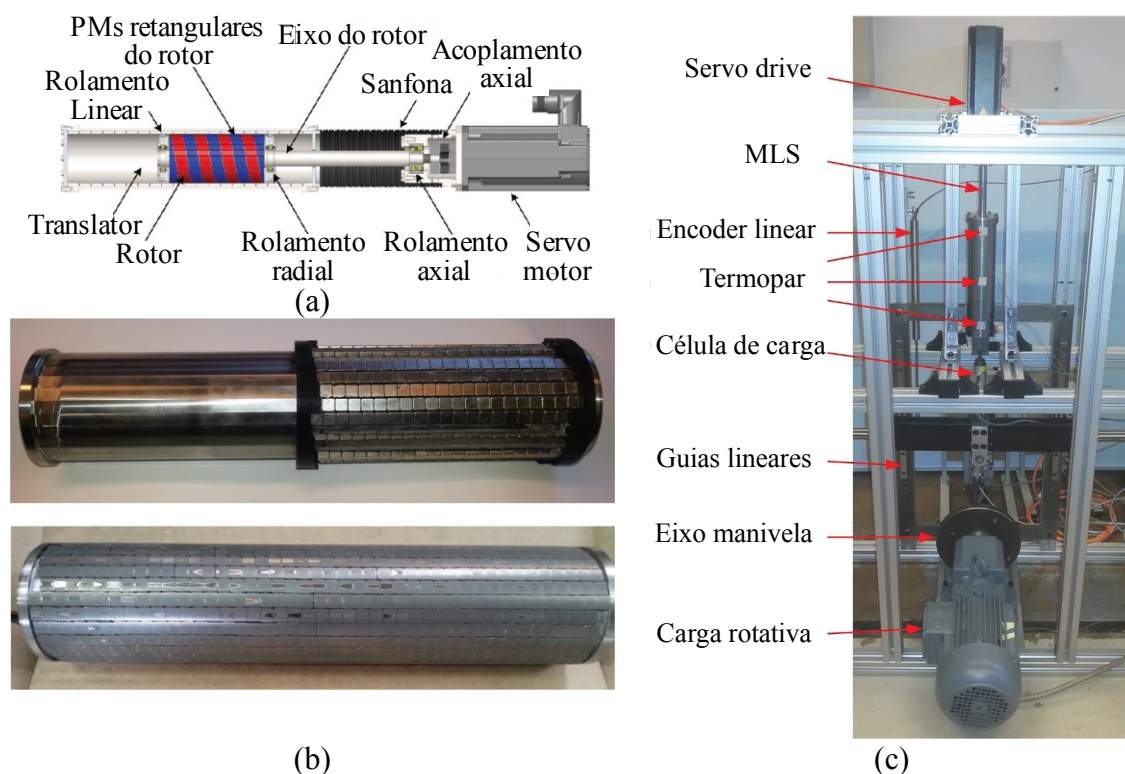 PMs retangulares
do rotor
Eixo do rotor
Acoplamento
axial
Rolamento
Linear
Sanfona
Translator
Rotor
Rolamento
radial
Rolamento
axial
Servo
motor
(a)
(b)
Servo drive
MLS
Encoder linear
Termopar
Célula de carga
Guias lineares
Eixo manivela
Carga rotativa
(c)